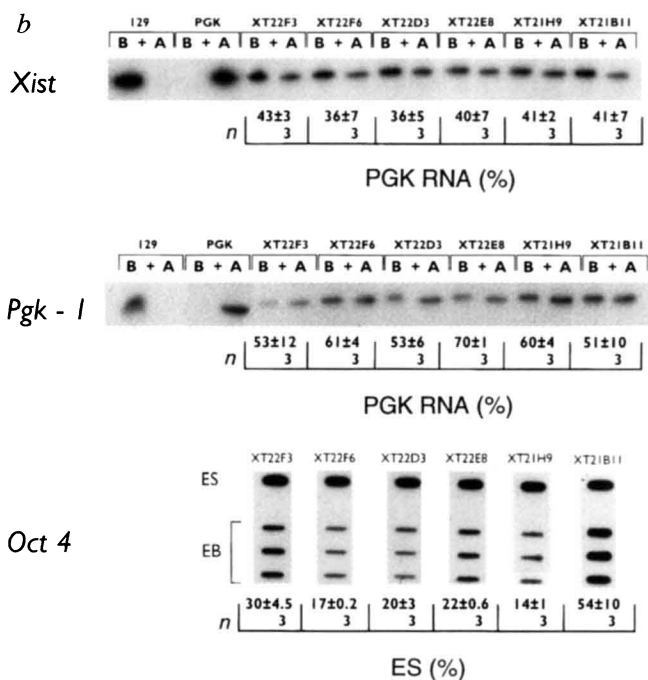 b
129 PGK XT22F3 XT22F6 XT22D3 XT22E8 XT21H9 XT21B11
B + A B + A B + A B + A B + A B + A B + A B + A
Xist
43±3 36±7 36±5 40±7 41±2 41±7
n 3 3 3 3 3 3
PGK RNA (%)
129 PGK XT22F3 XT22F6 XT22D3 XT22E8 XT21H9 XT21B11
B + A B + A B + A B + A B + A B + A B + A B + A
Pgk - 1
53±12 61±4 53±6 70±1 60±4 51±10
n 3 3 3 3 3 3
PGK RNA (%)
XT22F3 XT22F6 XT22D3 XT22E8 XT21H9 XT21B11
ES
Oct 4
EB
30±4.5 17±0.2 20±3 22±0.6 14±1 54±10
n 3 3 3 3 3 3
ES (%)